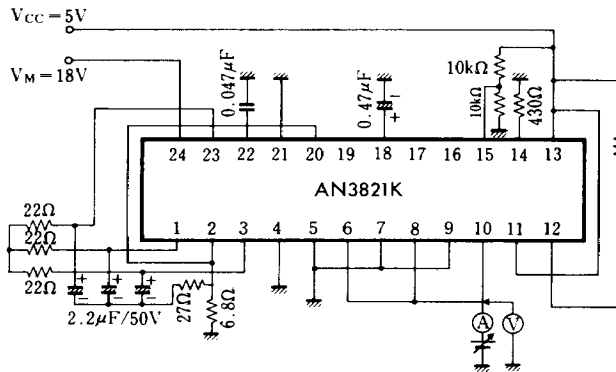 VCC = 5V
VM = 18V
0.047μF
0.47μF
−
+
10kΩ
10kΩ
430Ω
24 23 22 21 20 19 18 17 16 15 14 13
AN3821K
1 2 3 4 5 6 7 8 9 10 11 12
22Ω
22Ω
22Ω
+ + +
− − −
2.2μF/50V
27Ω
6.8Ω
A
V